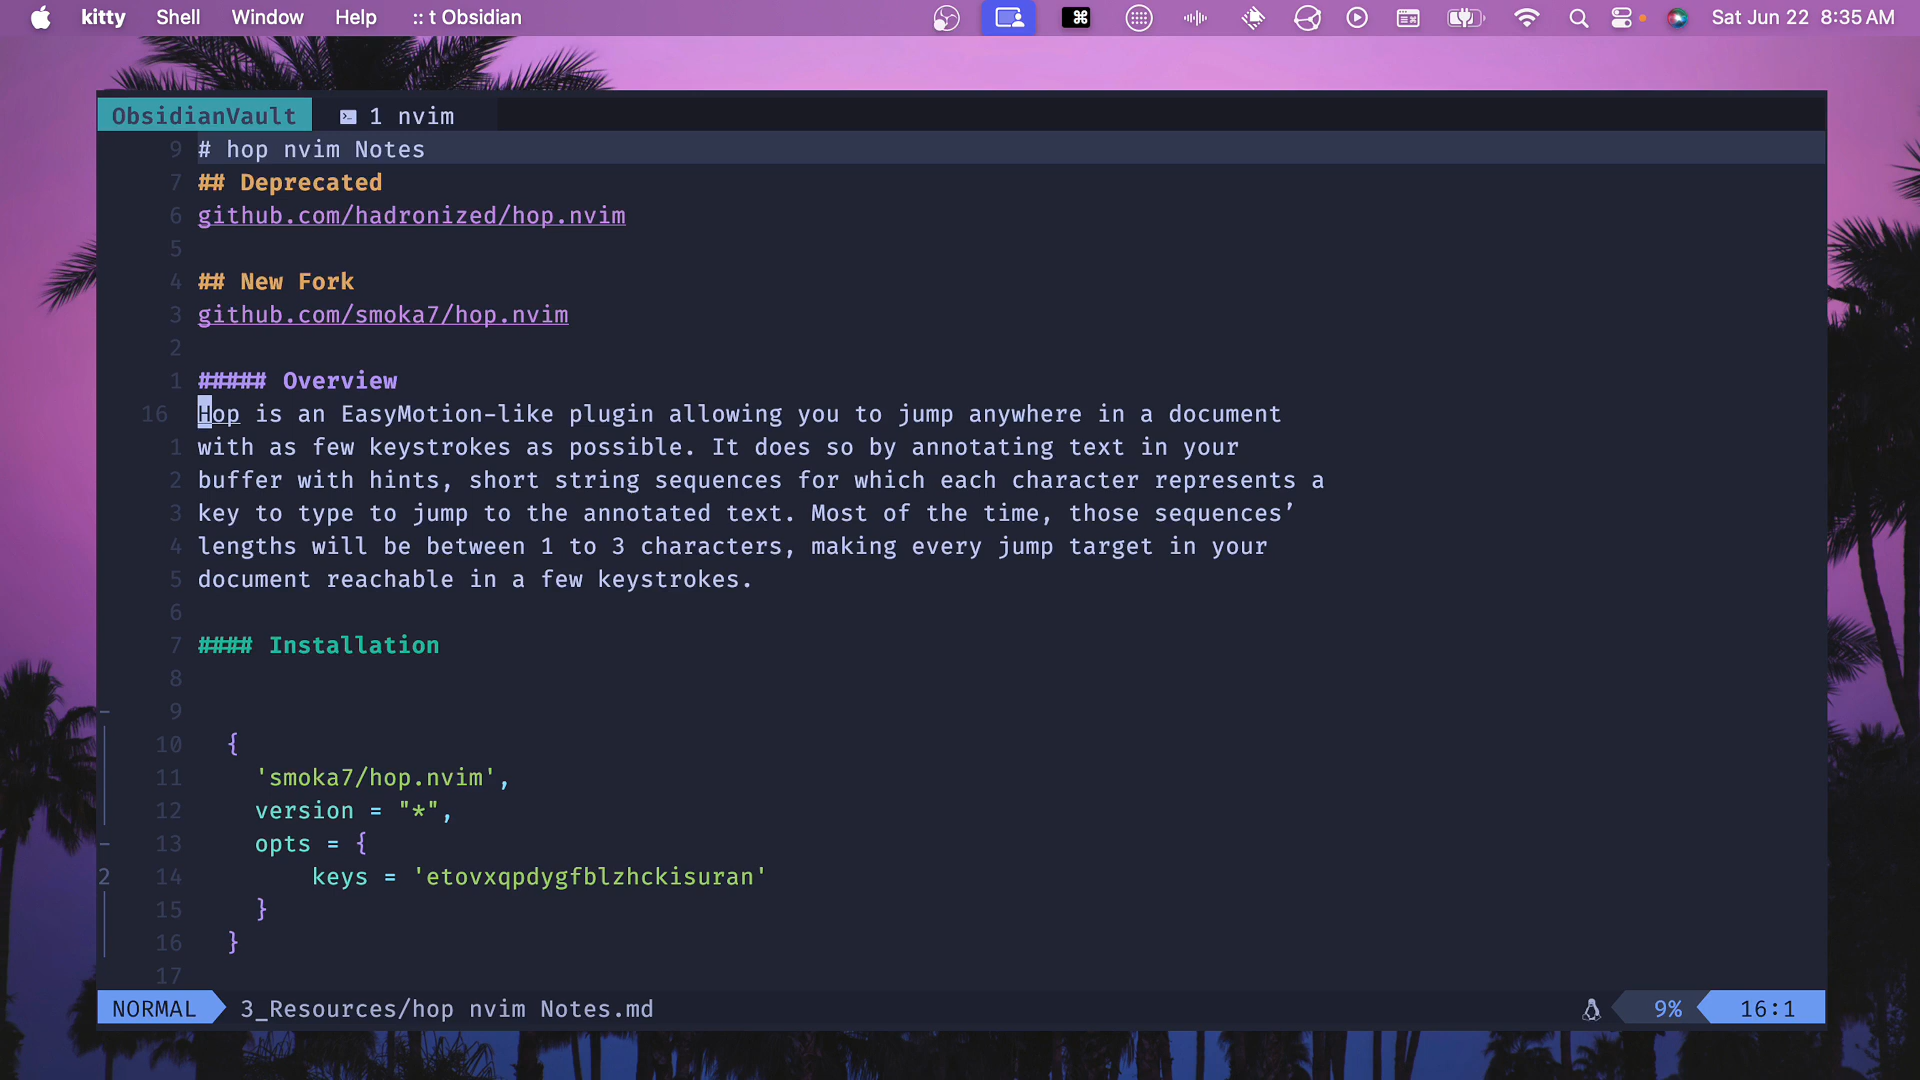 kitty Shell Window Help :: t Obsidian Sat Jun 22 8:35 AM
ObsidianVault 1 nvim
9 # hop nvim Notes
7 ## Deprecated
6 github.com/hadronized/hop.nvim
5
4 ## New Fork
3 github.com/smoka7/hop.nvim
2
1 ##### Overview
16 Hop is an EasyMotion-like plugin allowing you to jump anywhere in a document
1 with as few keystrokes as possible. It does so by annotating text in your
2 buffer with hints, short string sequences for which each character represents a
3 key to type to jump to the annotated text. Most of the time, those sequences’
4 lengths will be between 1 to 3 characters, making every jump target in your
5 document reachable in a few keystrokes.
6
7 #### Installation
8
- 9
10 {
11 'smoka7/hop.nvim',
12 version = "*",
- 13 opts = {
2 14 keys = 'etovxqpdygfblzhckisuran'
15 }
16 }
17
NORMAL 3_Resources/hop nvim Notes.md 9% 16:1